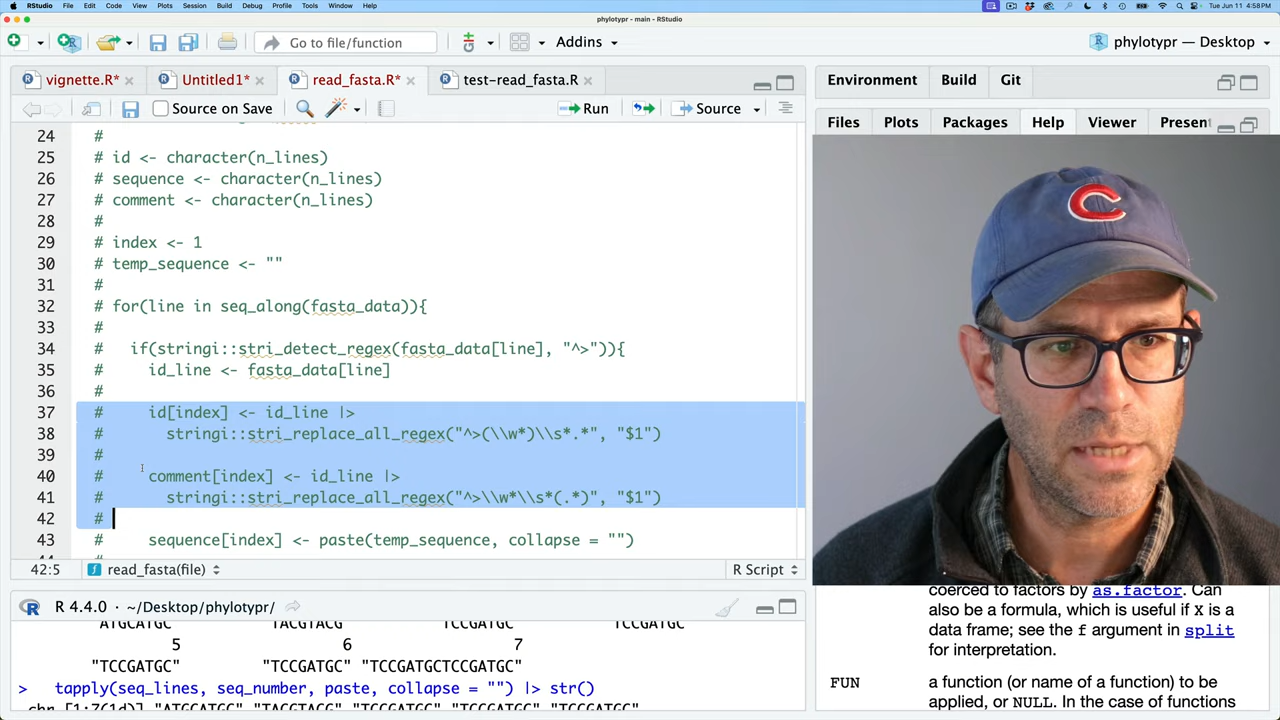 RStudio File Edit Code View Plots Session Build Debug Profile Tools Window Help Tue Jun 11 4:58 PM
phylotypr - main - RStudio
Go to file/function Addins phylotypr — Desktop
vignette.R* Untitled1* read_fasta.R* test-read_fasta.R
Source on Save Run Source
24 #
25 # id <- character(n_lines)
26 # sequence <- character(n_lines)
27 # comment <- character(n_lines)
28 #
29 # index <- 1
30 # temp_sequence <- ""
31 #
32 # for(line in seq_along(fasta_data)){
33 #
34 # if(stringi::stri_detect_regex(fasta_data[line], "^>")){
35 # id_line <- fasta_data[line]
36 #
37 # id[index] <- id_line |>
38 # stringi::stri_replace_all_regex("^>(\\w*)\\s*.*", "$1")
39 #
40 # comment[index] <- id_line |>
41 # stringi::stri_replace_all_regex("^>\\w*\\s*(.*)", "$1")
42 #
43 # sequence[index] <- paste(temp_sequence, collapse = "")
42:5 read_fasta(file) R Script
R 4.4.0 · ~/Desktop/phylotypr/
"ATGCATGC" "TACGTACG" "TCCGATGC" "TCCGATGC"
5 6 7
"TCCGATGC" "TCCGATGC" "TCCGATGCTCCGATGC"
> tapply(seq_lines, seq_number, paste, collapse = "") |> str()
chr [1:7(1d)] "ATGCATGC" "TACGTACG" "TCCGATGC" "TCCGATGC"
Environment Build Git
Files Plots Packages Help Viewer Present
C
coerced to factors by as.factor. Can
also be a formula, which is useful if X is a
data frame; see the f argument in split
for interpretation.
FUN a function (or name of a function) to be
applied, or NULL. In the case of functions